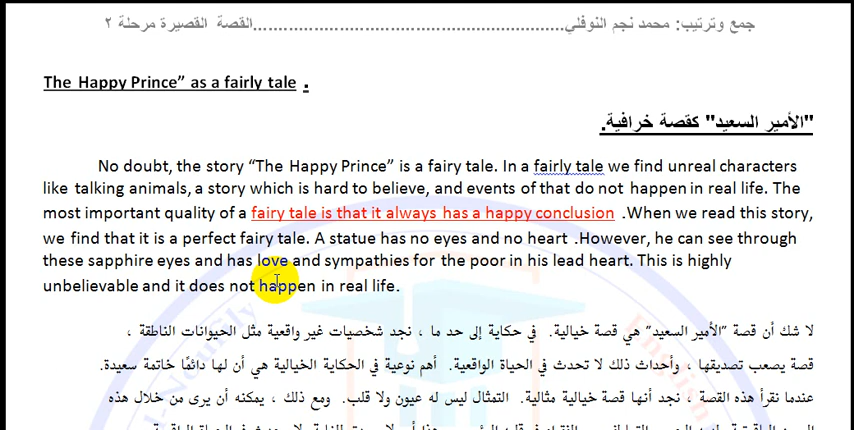 جمع وترتيب: محمد نجم النوفلي.......................................................القصة القصيرة مرحلة ٢
The Happy Prince” as a fairly tale .
"الأمير السعيد" كقصة خرافية.
No doubt, the story “The Happy Prince” is a fairy tale. In a fairly tale we find unreal characters
like talking animals, a story which is hard to believe, and events of that do not happen in real life. The
most important quality of a fairy tale is that it always has a happy conclusion .When we read this story,
we find that it is a perfect fairy tale. A statue has no eyes and no heart .However, he can see through
these sapphire eyes and has love and sympathies for the poor in his lead heart. This is highly
unbelievable and it does not happen in real life.
لا شك أن قصة "الأمير السعيد" هي قصة خيالية. في حكاية إلى حد ما ، نجد شخصيات غير واقعية مثل الحيوانات الناطقة ،
قصة يصعب تصديقها ، وأحداث ذلك لا تحدث في الحياة الواقعية. أهم نوعية في الحكاية الخيالية هي أن لها دائمًا خاتمة سعيدة.
عندما نقرأ هذه القصة ، نجد أنها قصة خيالية مثالية. التمثال ليس له عيون ولا قلب. ومع ذلك ، يمكنه أن يرى من خلال هذه